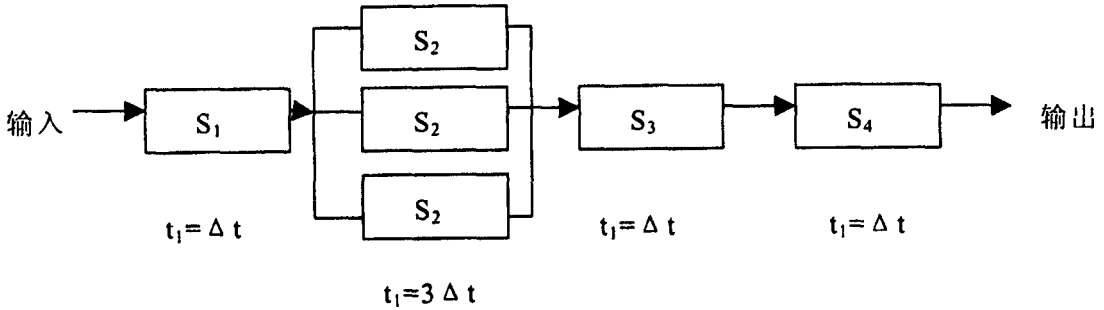 S₂
输入
S₁
S₂
S₃
S₄
输出
S₂
t₁= Δ t
t₁= Δ t
t₁= Δ t
t₁=3 Δ t